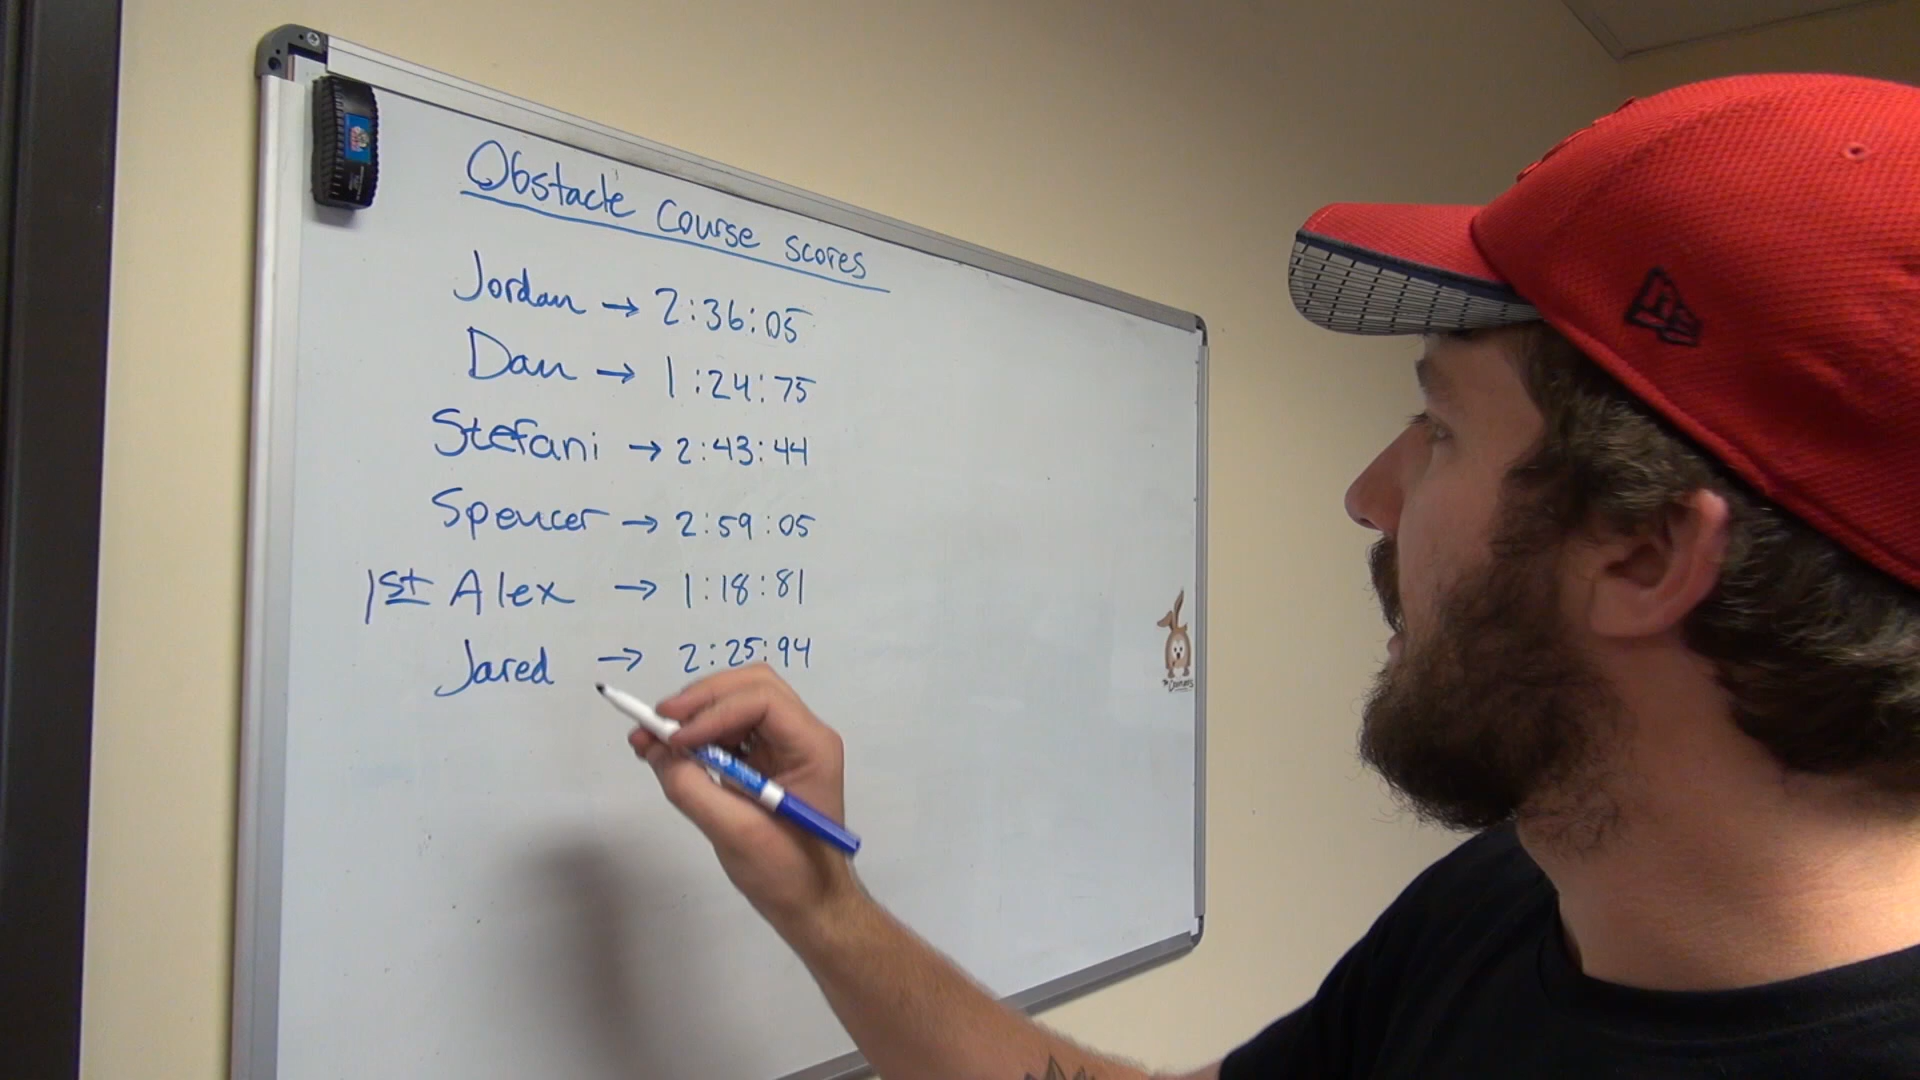 Obstacle Course scores
Jordan → 2:36:05
Dan → 1:24:75
Stefani → 2:43:44
Spencer → 2:59:05
1st Alex → 1:18:81
Jared → 2:25:94